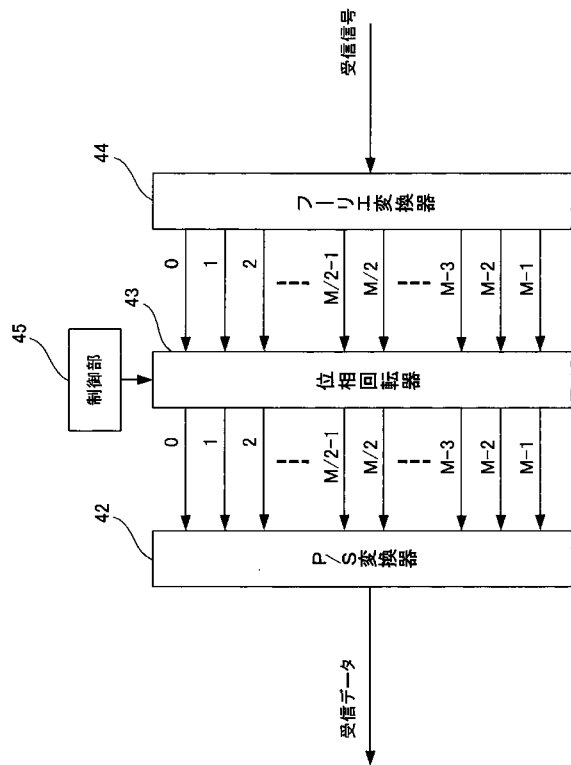 45
制御部
44
43
42
受信信号
フーリエ変換器
0
1
2
M/2-1
M/2
M-3
M-2
M-1
位相回転器
0
1
2
M/2-1
M/2
M-3
M-2
M-1
P/S変換器
受信データ